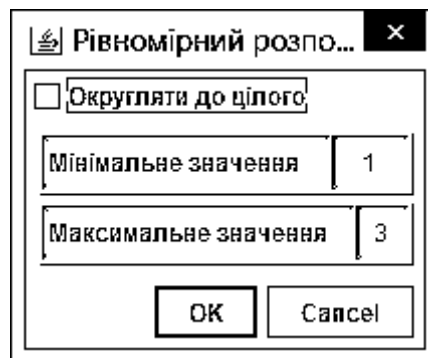 Рівномірний розпо...
Округляти до цілого
Мінімальне значення 1
Максимальне значення 3
OK Cancel